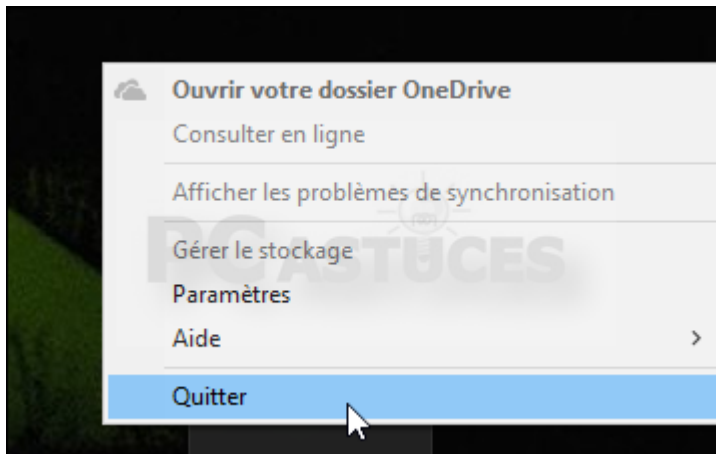 Ouvrir votre dossier OneDrive
Consulter en ligne
Afficher les problèmes de synchronisation
PC ASTUCES
Gérer le stockage
Paramètres
Aide
Quitter